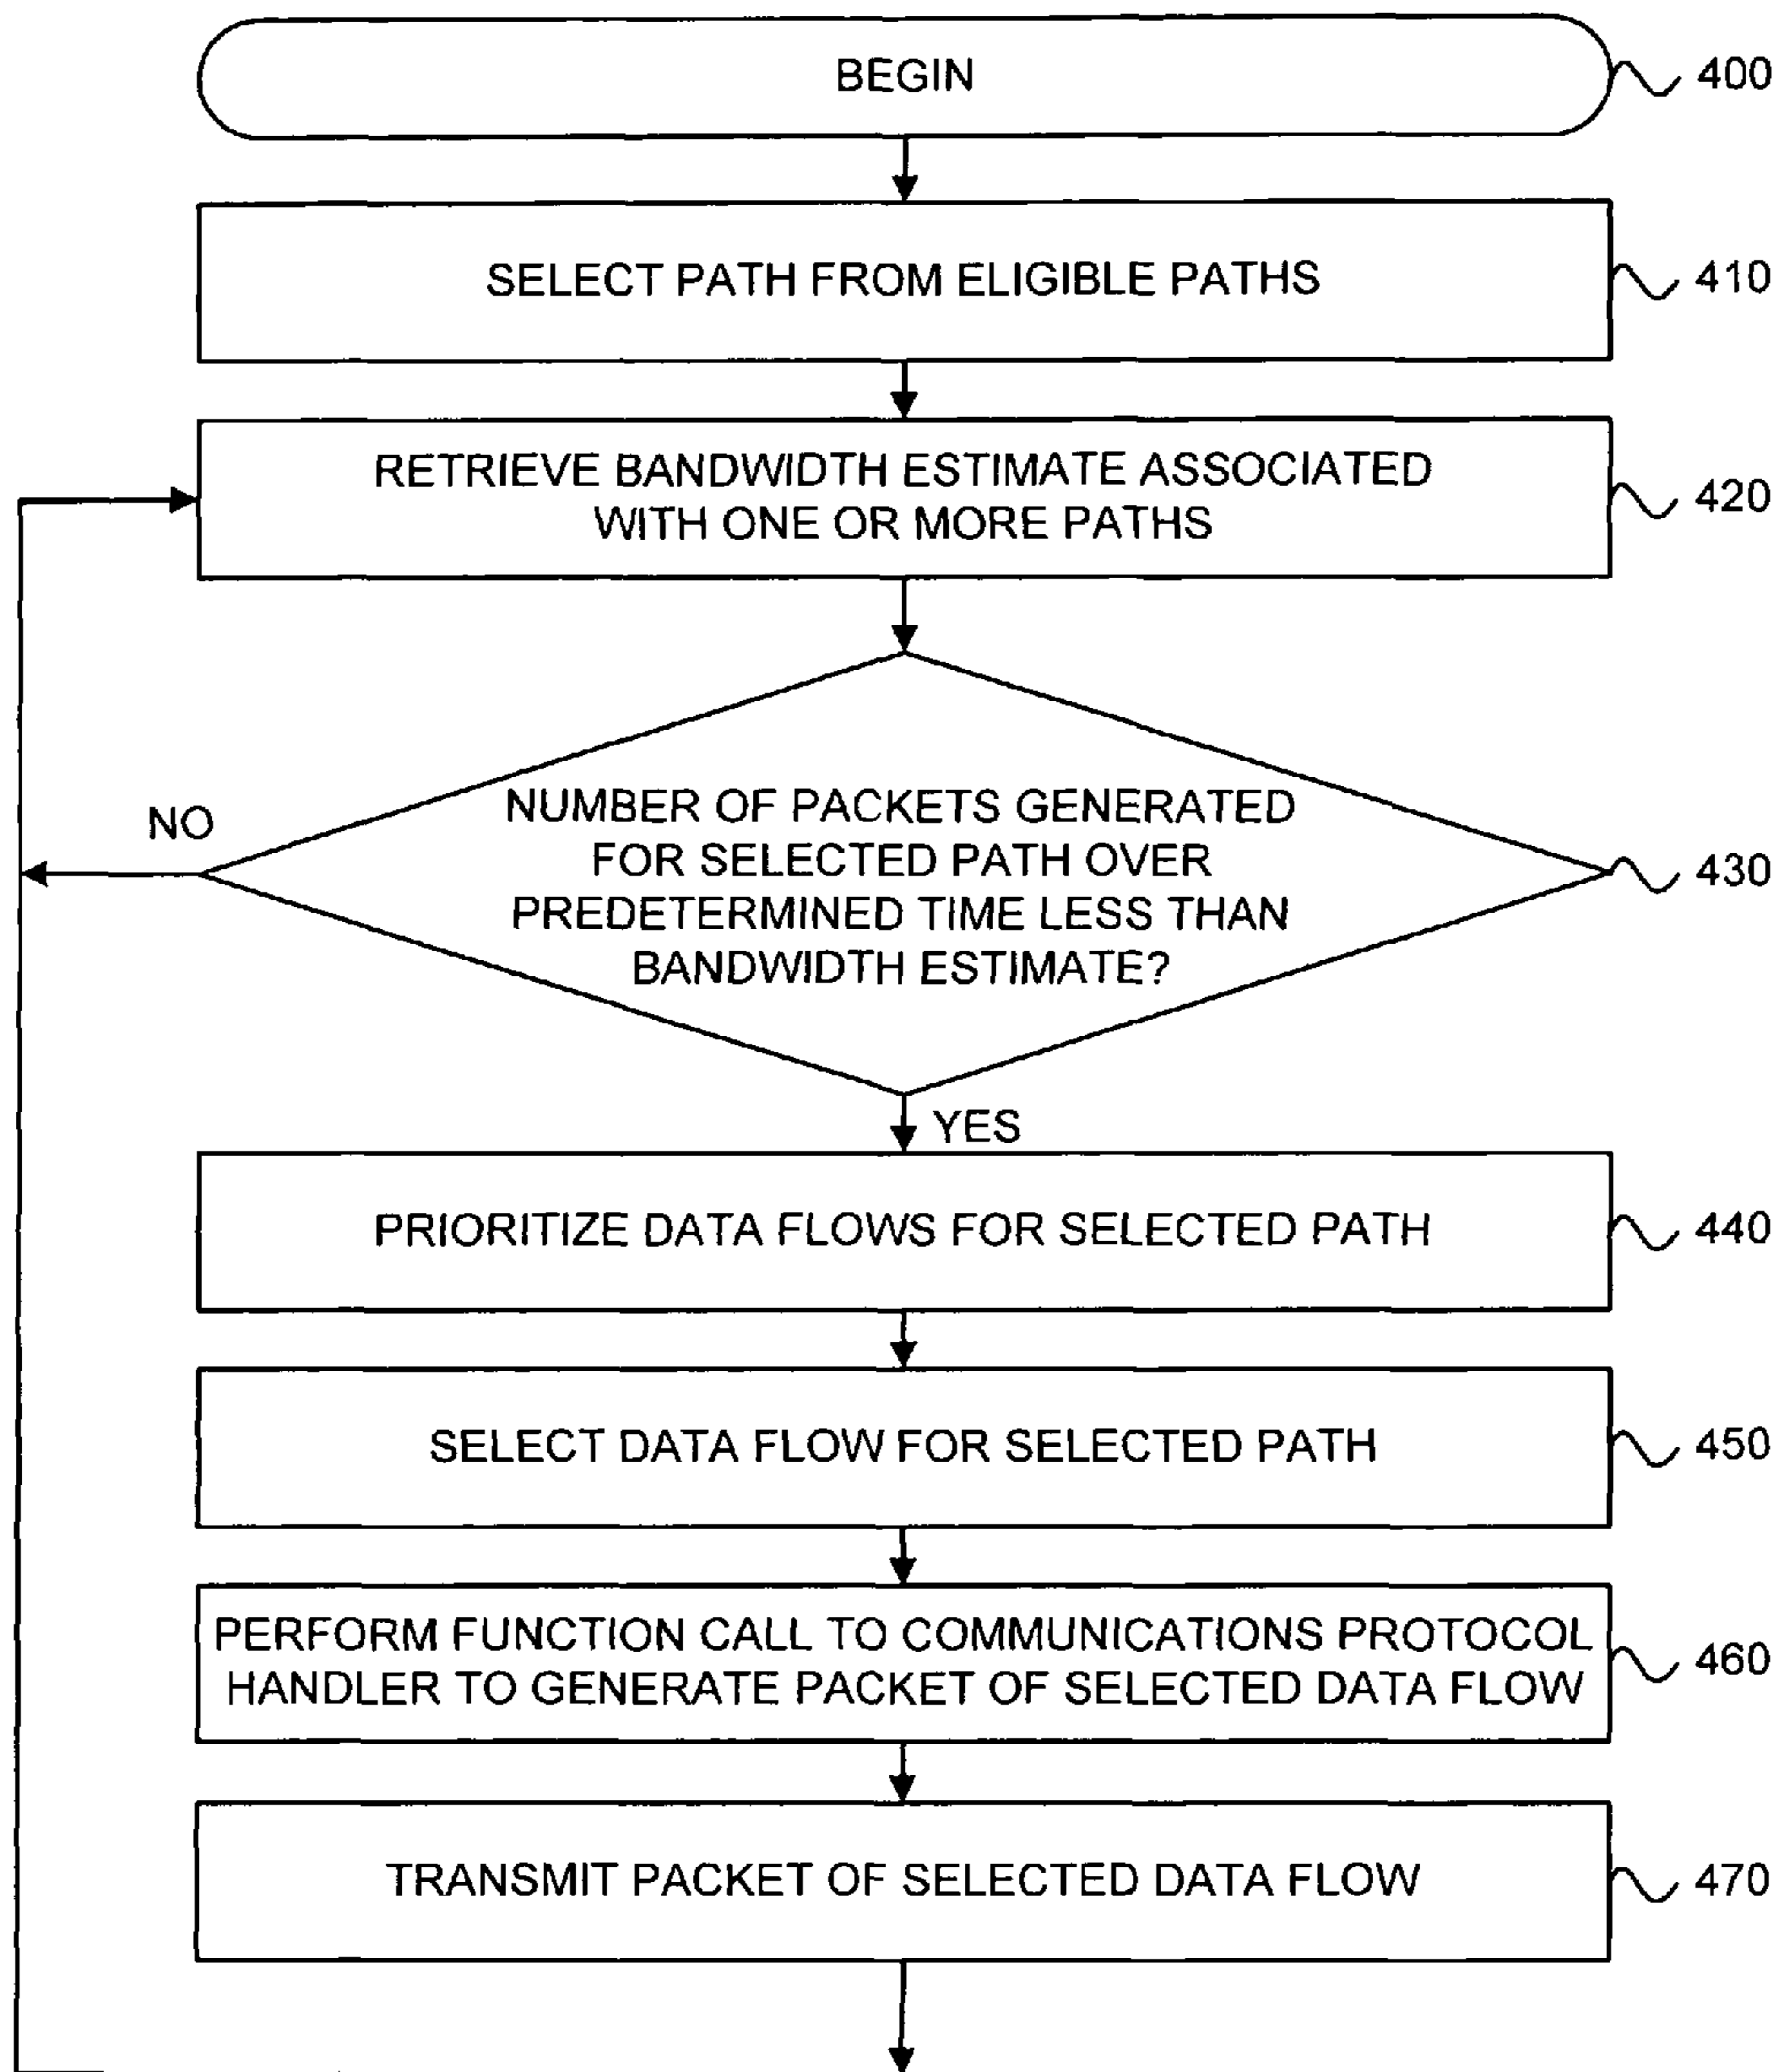 BEGIN
400
SELECT PATH FROM ELIGIBLE PATHS
410
RETRIEVE BANDWIDTH ESTIMATE ASSOCIATED
WITH ONE OR MORE PATHS
420
NO
NUMBER OF PACKETS GENERATED
FOR SELECTED PATH OVER
PREDETERMINED TIME LESS THAN
BANDWIDTH ESTIMATE?
430
YES
PRIORITIZE DATA FLOWS FOR SELECTED PATH
440
SELECT DATA FLOW FOR SELECTED PATH
450
PERFORM FUNCTION CALL TO COMMUNICATIONS PROTOCOL
HANDLER TO GENERATE PACKET OF SELECTED DATA FLOW
460
TRANSMIT PACKET OF SELECTED DATA FLOW
470